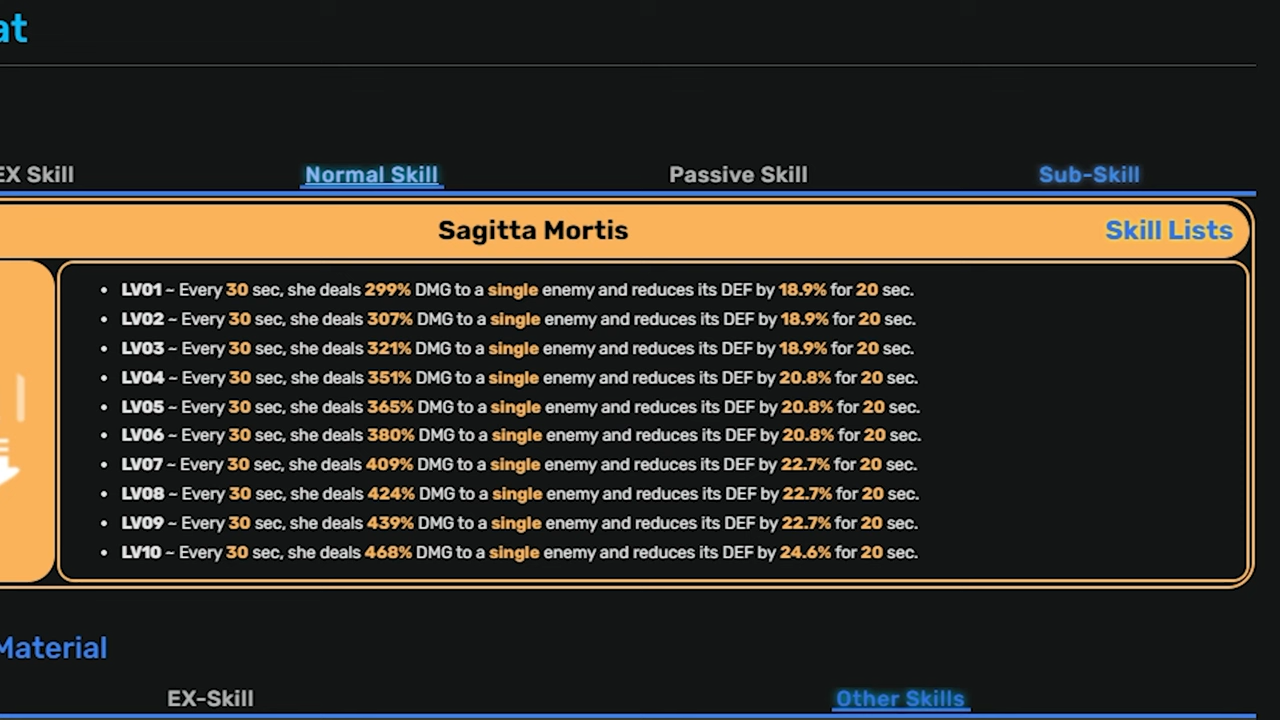 at
EX Skill
Normal Skill
Passive Skill
Sub-Skill
Sagitta Mortis
Skill Lists
• LV01 ~ Every 30 sec, she deals 299% DMG to a single enemy and reduces its DEF by 18.9% for 20 sec.
• LV02 ~ Every 30 sec, she deals 307% DMG to a single enemy and reduces its DEF by 18.9% for 20 sec.
• LV03 ~ Every 30 sec, she deals 321% DMG to a single enemy and reduces its DEF by 18.9% for 20 sec.
• LV04 ~ Every 30 sec, she deals 351% DMG to a single enemy and reduces its DEF by 20.8% for 20 sec.
• LV05 ~ Every 30 sec, she deals 365% DMG to a single enemy and reduces its DEF by 20.8% for 20 sec.
• LV06 ~ Every 30 sec, she deals 380% DMG to a single enemy and reduces its DEF by 20.8% for 20 sec.
• LV07 ~ Every 30 sec, she deals 409% DMG to a single enemy and reduces its DEF by 22.7% for 20 sec.
• LV08 ~ Every 30 sec, she deals 424% DMG to a single enemy and reduces its DEF by 22.7% for 20 sec.
• LV09 ~ Every 30 sec, she deals 439% DMG to a single enemy and reduces its DEF by 22.7% for 20 sec.
• LV10 ~ Every 30 sec, she deals 468% DMG to a single enemy and reduces its DEF by 24.6% for 20 sec.
Material
EX-Skill
Other Skills